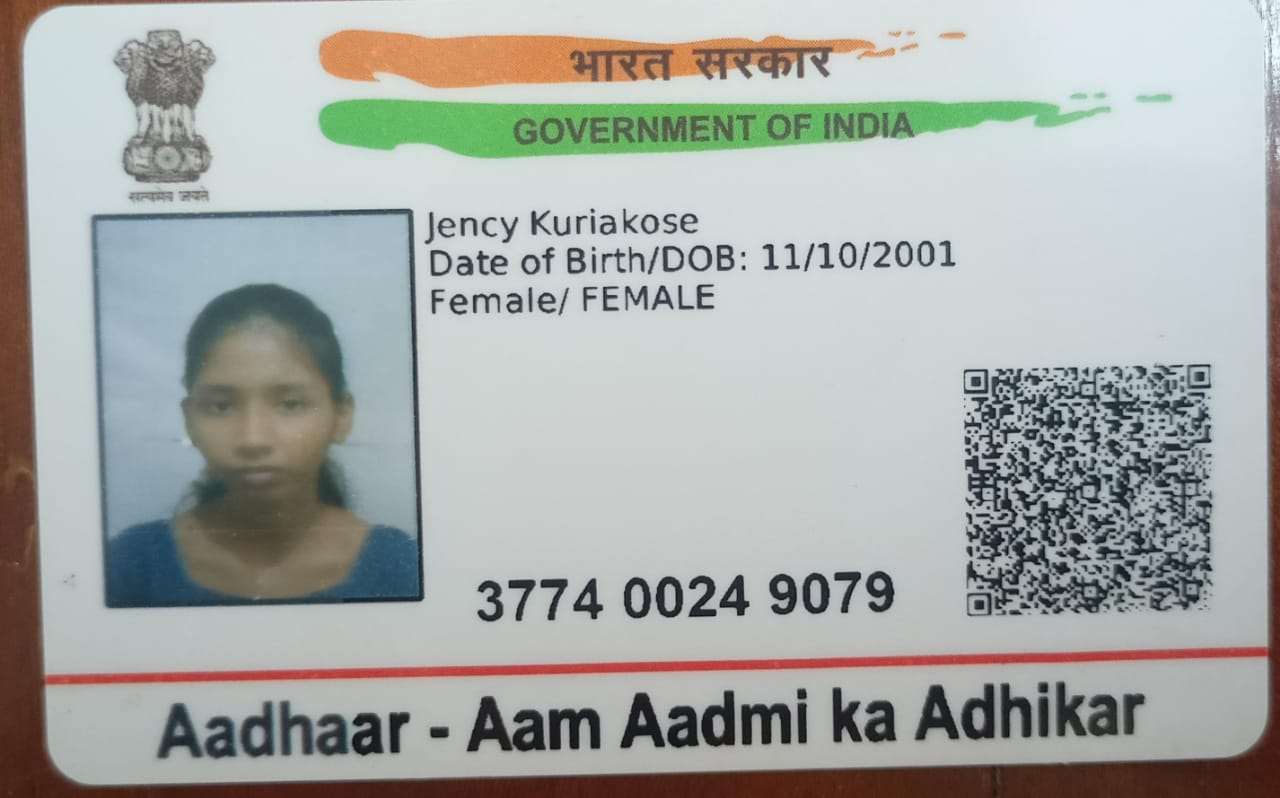 भारत सरकार
GOVERNMENT OF INDIA
सत्यमेव जयते
Jency Kuriakose
Date of Birth/DOB: 11/10/2001
Female/ FEMALE
3774 0024 9079
Aadhaar - Aam Aadmi ka Adhikar